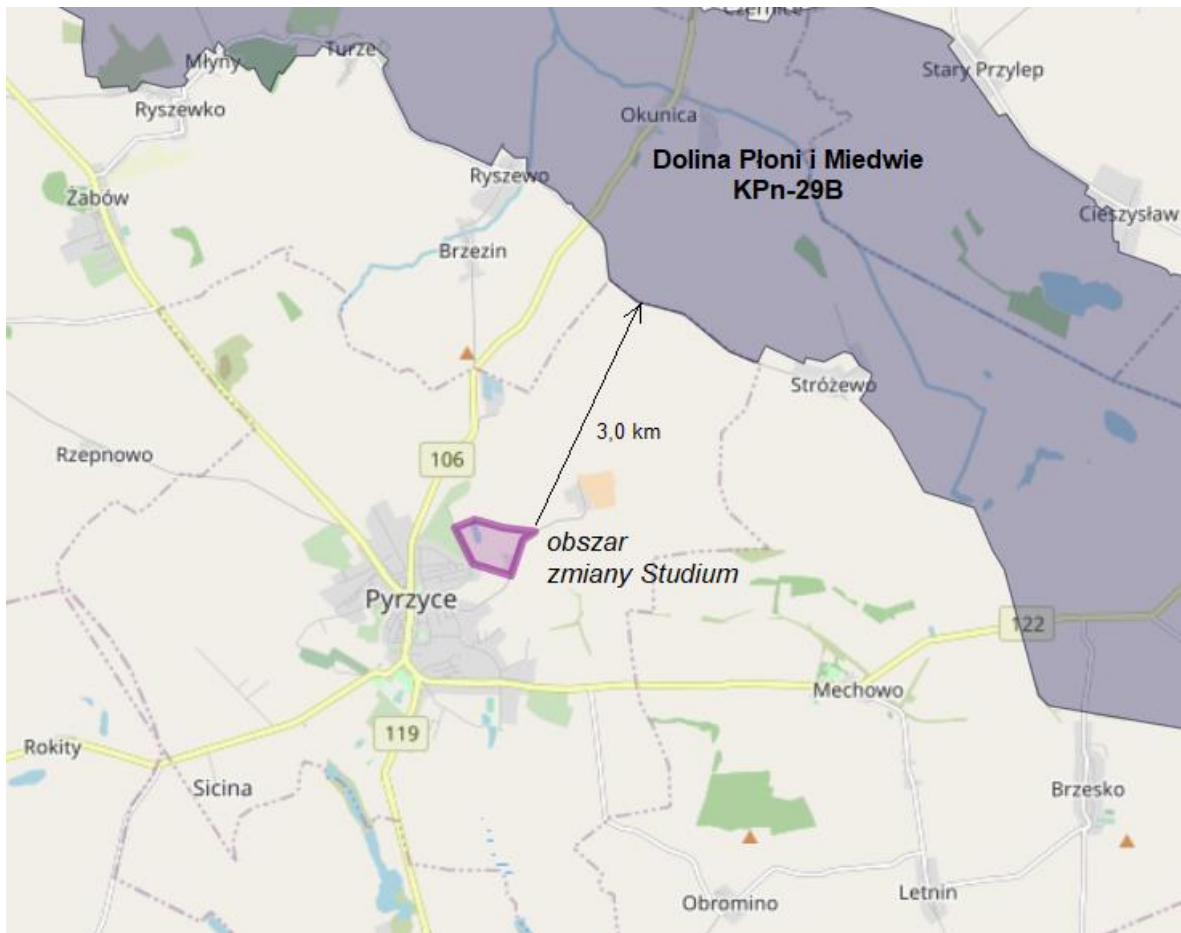 Czernice
Młyny
Turze
Stary Przylep
Ryszewko
Okunica
Dolina Płoni i Miedwie
KPn-29B
Ryszewo
Żabów
Cieszysław
Brzezin
Stróżewo
3,0 km
Rzepnowo
106
obszar
zmiany Studium
Pyrzyce
122
Mechowo
119
Rokity
Sicina
Brzesko
Letnin
Obromino